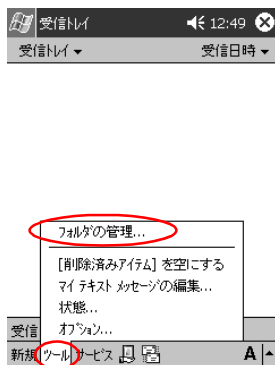 受信トレイ 12:49
受信トレイ 受信日時
フォルダの管理...
[削除済みアイテム] を空にする
マイ テキスト メッセージの編集...
状態...
オプション...
受信
新規 ツール サービス A